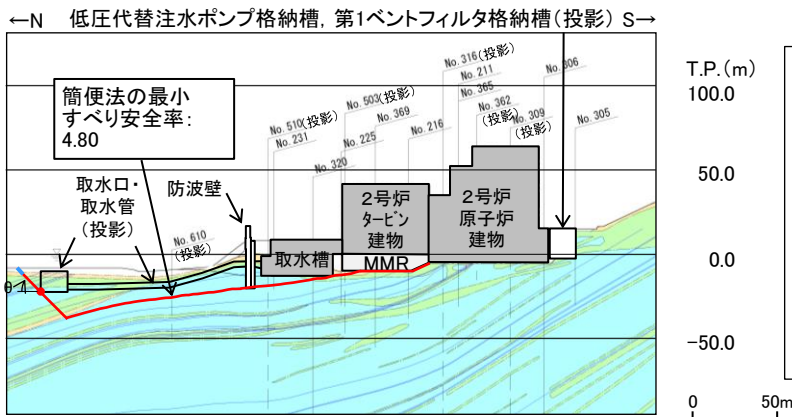 ←N 低圧代替注水ポンプ格納槽, 第1ベントフィルタ格納槽(投影) S→
簡便法の最小
すべり安全率:
4.80
取水口・
取水管
(投影)
防波壁
No. 610
(投影)
No. 510(投影)
No. 231
No. 320
No. 503(投影)
No. 225
No. 369
No. 216
No. 316(投影)
No. 211
No. 365
No. 362
(投影)
No. 309
(投影)
No. 306
No. 305
取水槽
2号炉
タービン
建物
MMR
2号炉
原子炉
建物
T.P.(m)
100.0
50.0
0.0
-50.0
0 50m